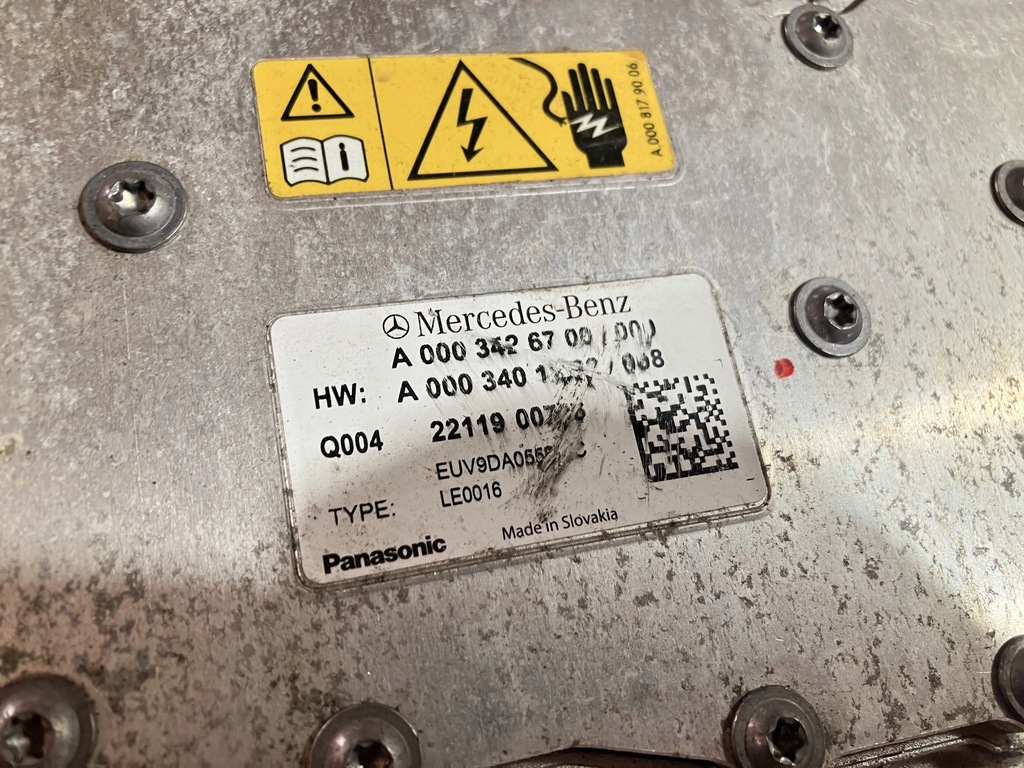 A 000 817 90 06
Mercedes-Benz
A 000 342 67 00
HW: A 000 340
Q004 22119
TYPE: LE0016
Made in Slovakia
Panasonic